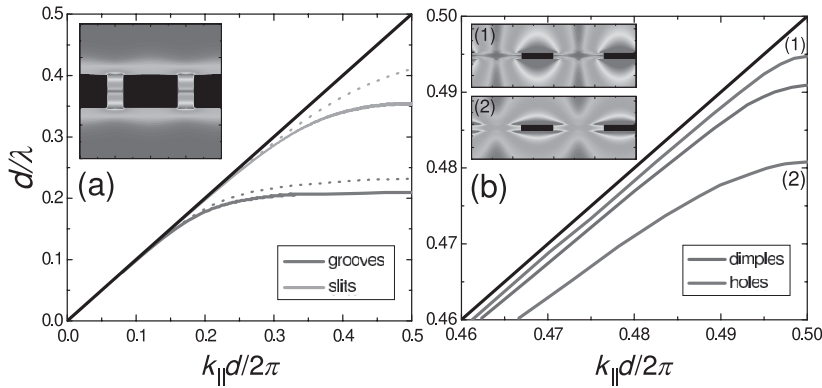 0.5
0.4
0.3
0.2
0.1
0.0
d/λ
(a)
grooves
slits
0.0 0.1 0.2 0.3 0.4 0.5
k||d/2π
0.50
0.49
0.48
0.47
0.46
(1)
(2)
(1)
(2)
(b)
dimples
holes
0.46 0.47 0.48 0.49 0.50
k||d/2π